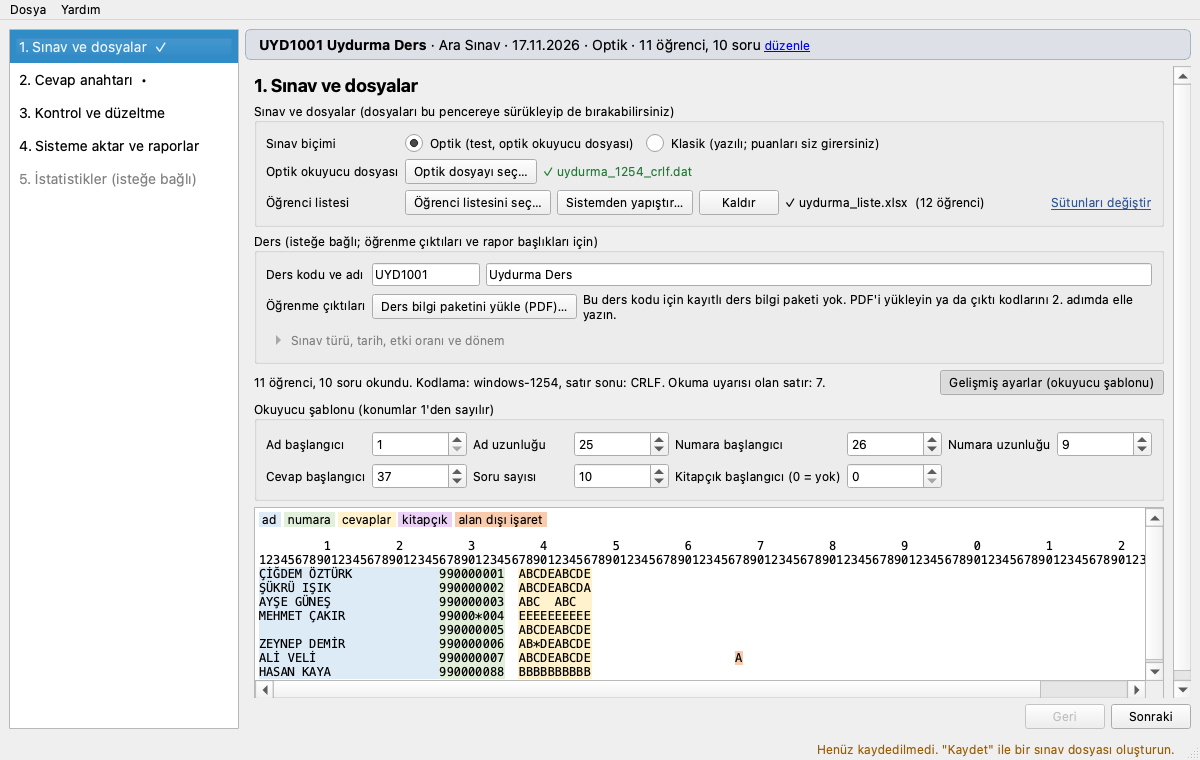 Dosya Yardım
1. Sınav ve dosyalar ✓
2. Cevap anahtarı •
3. Kontrol ve düzeltme
4. Sisteme aktar ve raporlar
5. İstatistikler (isteğe bağlı)
UYD1001 Uydurma Ders · Ara Sınav · 17.11.2026 · Optik · 11 öğrenci, 10 soru düzenle
1. Sınav ve dosyalar
Sınav ve dosyalar (dosyaları bu pencereye sürükleyip de bırakabilirsiniz)
Sınav biçimi Optik (test, optik okuyucu dosyası) Klasik (yazılı; puanları siz girersiniz)
Optik okuyucu dosyası Optik dosyayı seç... ✓ uydurma_1254_crlf.dat
Öğrenci listesi Öğrenci listesini seç... Sistemden yapıştır... Kaldır ✓ uydurma_liste.xlsx (12 öğrenci) Sütunları değiştir
Ders (isteğe bağlı; öğrenme çıktıları ve rapor başlıkları için)
Ders kodu ve adı UYD1001 Uydurma Ders
Öğrenme çıktıları Ders bilgi paketini yükle (PDF)... Bu ders kodu için kayıtlı ders bilgi paketi yok. PDF'i yükleyin ya da çıktı kodlarını 2. adımda elle
yazın.
Sınav türü, tarih, etki oranı ve dönem
11 öğrenci, 10 soru okundu. Kodlama: windows-1254, satır sonu: CRLF. Okuma uyarısı olan satır: 7. Gelişmiş ayarlar (okuyucu şablonu)
Okuyucu şablonu (konumlar 1'den sayılır)
Ad başlangıcı 1 Ad uzunluğu 25 Numara başlangıcı 26 Numara uzunluğu 9
Cevap başlangıcı 37 Soru sayısı 10 Kitapçık başlangıcı (0 = yok) 0
ad numara cevaplar kitapçık alan dışı işaret
1 2 3 4 5 6 7 8 9 0 1 2
123456789012345678901234567890123456789012345678901234567890123456789012345678901234567890123456789012345678901234567890123
ÇİĞDEM ÖZTÜRK 990000001 ABCDEABCDE
ŞÜKRÜ IŞIK 990000002 ABCDEABCDA
AYŞE GÜNEŞ 990000003 ABC  ABC
MEHMET ÇAKIR 99000*004 EEEEEEEEEE
990000005 ABCDEABCDE
ZEYNEP DEMİR 990000006 AB*DEABCDE
ALİ VELİ 990000007 ABCDEABCDE A
HASAN KAYA 990000088 BBBBBBBBBB
Geri Sonraki
Henüz kaydedilmedi. "Kaydet" ile bir sınav dosyası oluşturun.